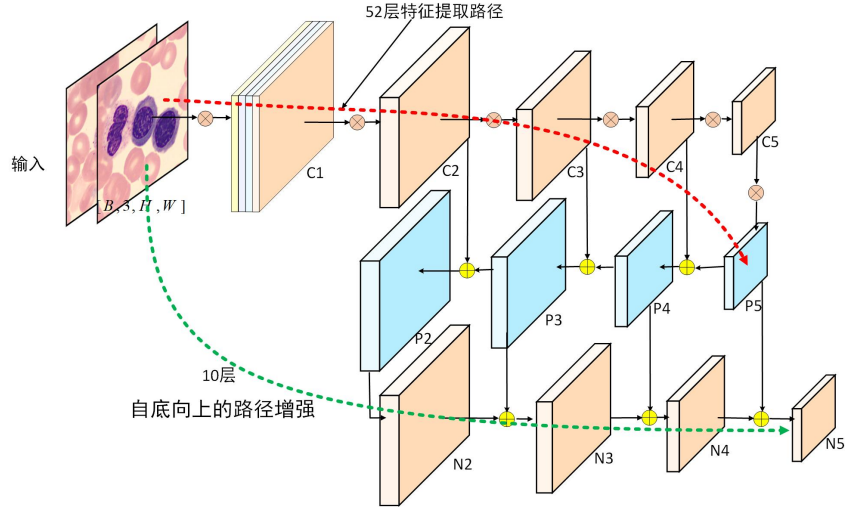 52层特征提取路径
输入
C1
C2
C3
C4
C5
[B,3,H,W]
P2
P3
P4
P5
10层
自底向上的路径增强
N2
N3
N4
N5